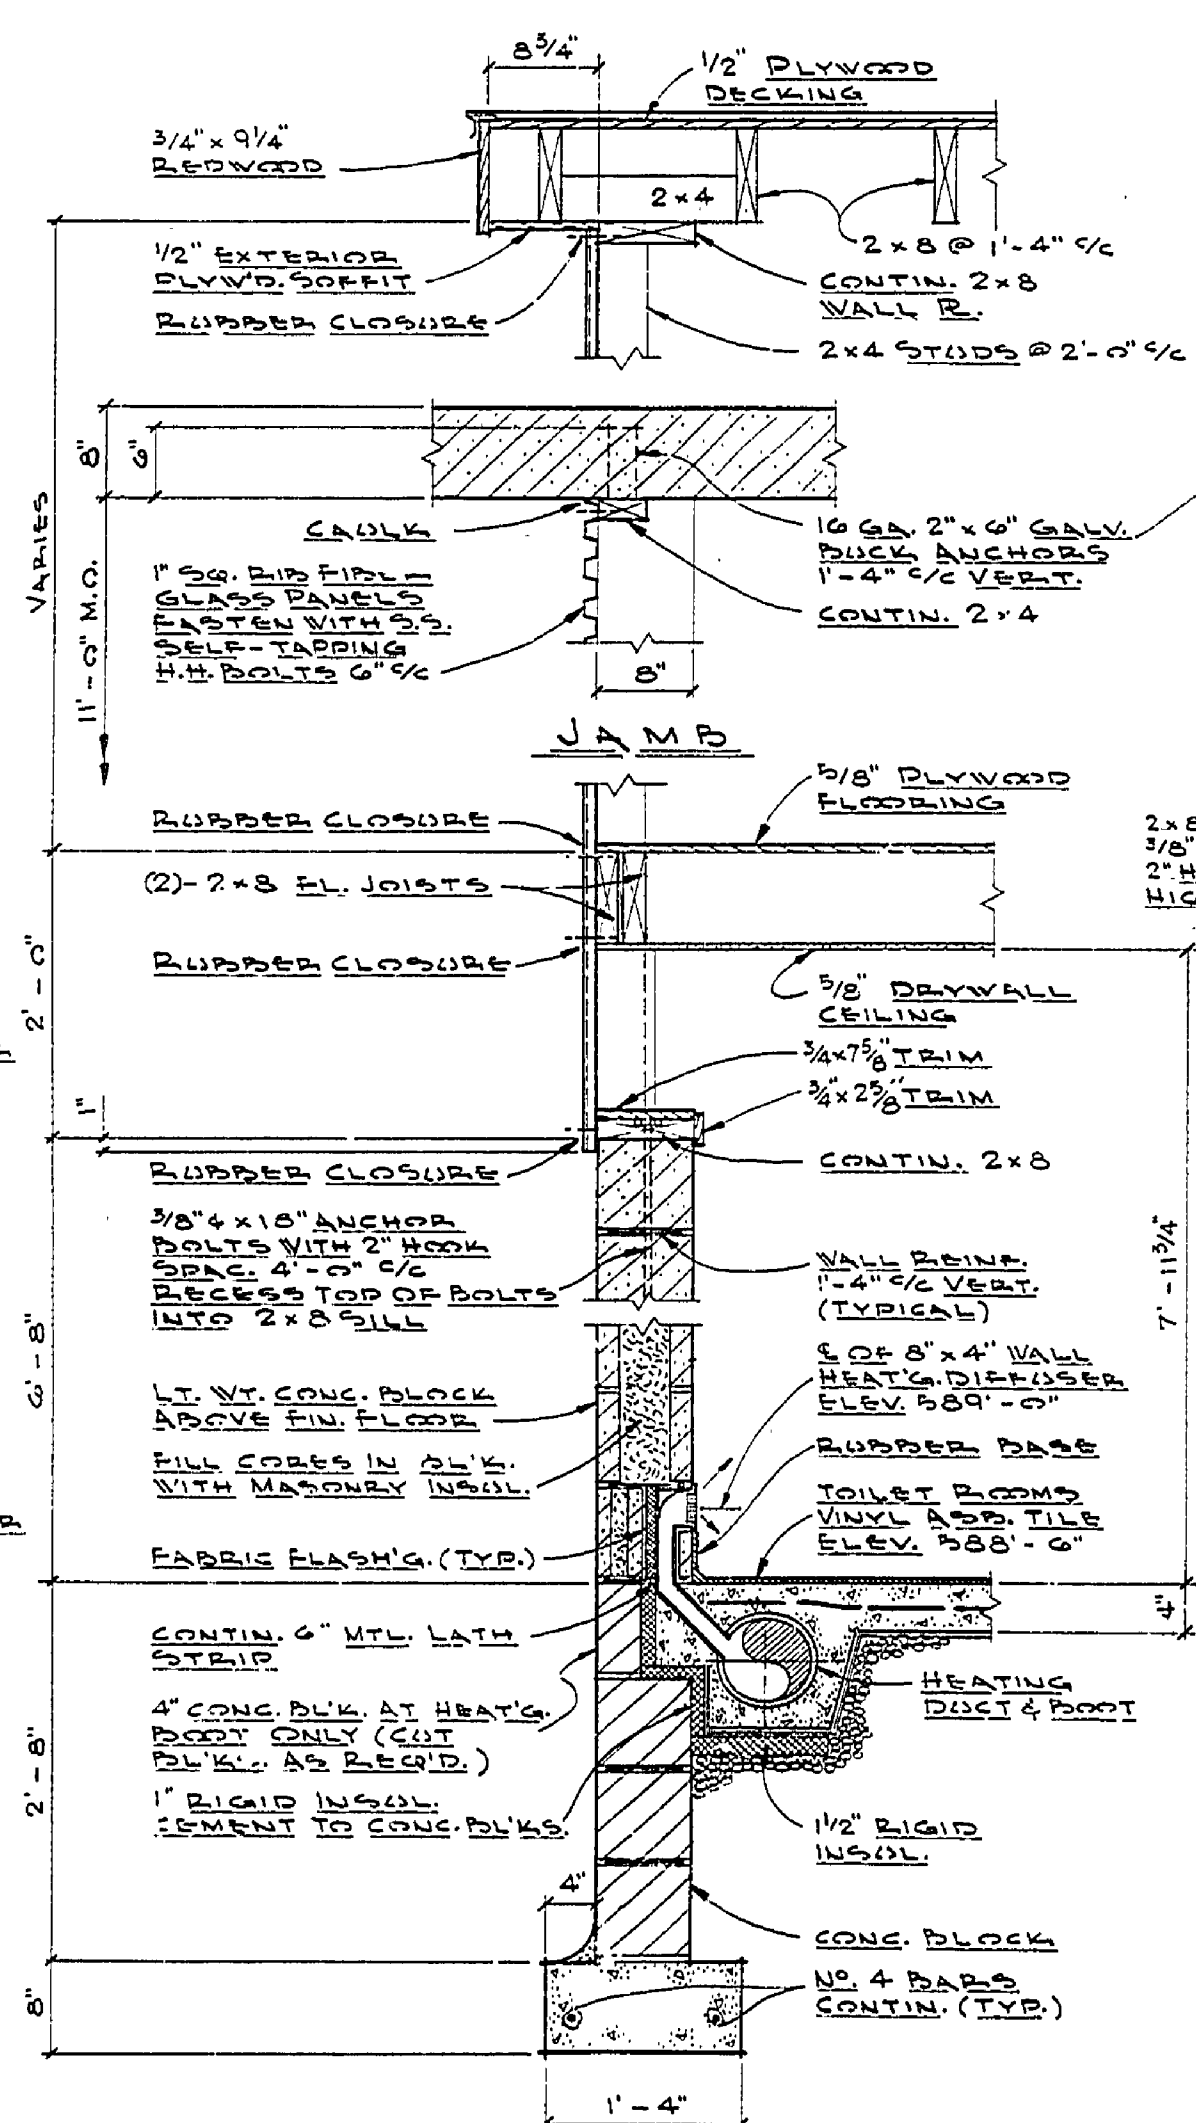 8 3/4"
1/2" PLYWOOD
DECKING
3/4" x 9 1/4"
REDWOOD
2 x 4
2 x 8 @ 1'-4" c/c
1/2" EXTERIOR
PLYW'D. SOFFIT
CONTIN. 2 x 8
WALL PL.
RUBBER CLOSURE
2 x 4 STUDS @ 2'-0" c/c
8"
6"
VARIES
11'-0" M.O.
CAULK
16 GA. 2" x 6" GALV.
BUCK ANCHORS
1'-4" c/c VERT.
1" SQ. RIB FIBER
GLASS PANELS
FASTEN WITH S.S.
SELF-TAPPING
H.H. BOLTS 6" c/c
CONTIN. 2 x 4
8"
JAMB
5/8" PLYWOOD
FLOORING
RUBBER CLOSURE
2 x 8
3/8"
2" H
HIG
(2)- 2 x 8 FL. JOISTS
RUBBER CLOSURE
5/8" DRYWALL
CEILING
2'-0"
3/4 x 7 5/8" TRIM
3/4" x 2 5/8" TRIM
1"
RUBBER CLOSURE
CONTIN. 2 x 8
3/8" ϕ x 18" ANCHOR
BOLTS WITH 2" HOOK
SPAC. 4'-0" c/c
RECESS TOP OF BOLTS
INTO 2 x 8 SILL
WALL REINF.
1'-4" c/c VERT.
(TYPICAL)
7'-11 3/4"
6'-8"
℄ OF 8" x 4" WALL
HEAT'G. DIFFUSER
ELEV. 589'-0"
LT. WT. CONC. BLOCK
ABOVE FIN. FLOOR
RUBBER BASE
FILL CORES IN BL'K.
WITH MASONRY INSUL.
TOILET ROOMS
VINYL ASB. TILE
ELEV. 588'-6"
FABRIC FLASH'G. (TYP.)
4"
CONTIN. 6" MTL. LATH
STRIP
HEATING
DUCT & BOOT
4" CONC. BL'K. AT HEAT'G.
BOOT ONLY (CUT
BL'K'.. AS REQ'D.)
2'-8"
1" RIGID INSUL.
CEMENT TO CONC. BL'KS.
1 1/2" RIGID
INSUL.
4"
CONC. BLOCK
NO. 4 BARS
CONTIN. (TYP.)
8"
1'-4"